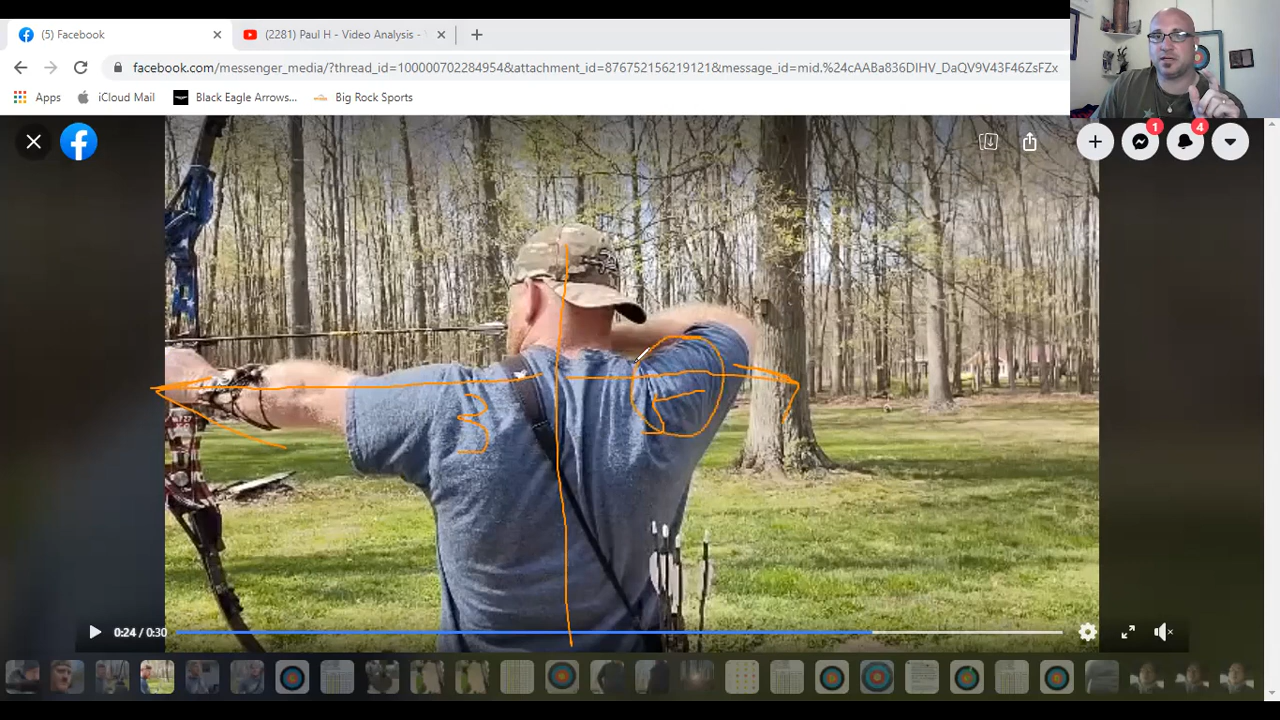 (5) Facebook
(2281) Paul H - Video Analysis -
facebook.com/messenger_media/?thread_id=100000702284954&attachment_id=876752156219121&message_id=mid.%24cAABa836DIHV_DaQV9V43F46ZsFZx
Apps
iCloud Mail
Black Eagle Arrows...
Big Rock Sports
1
4
3
0:24 / 0:30